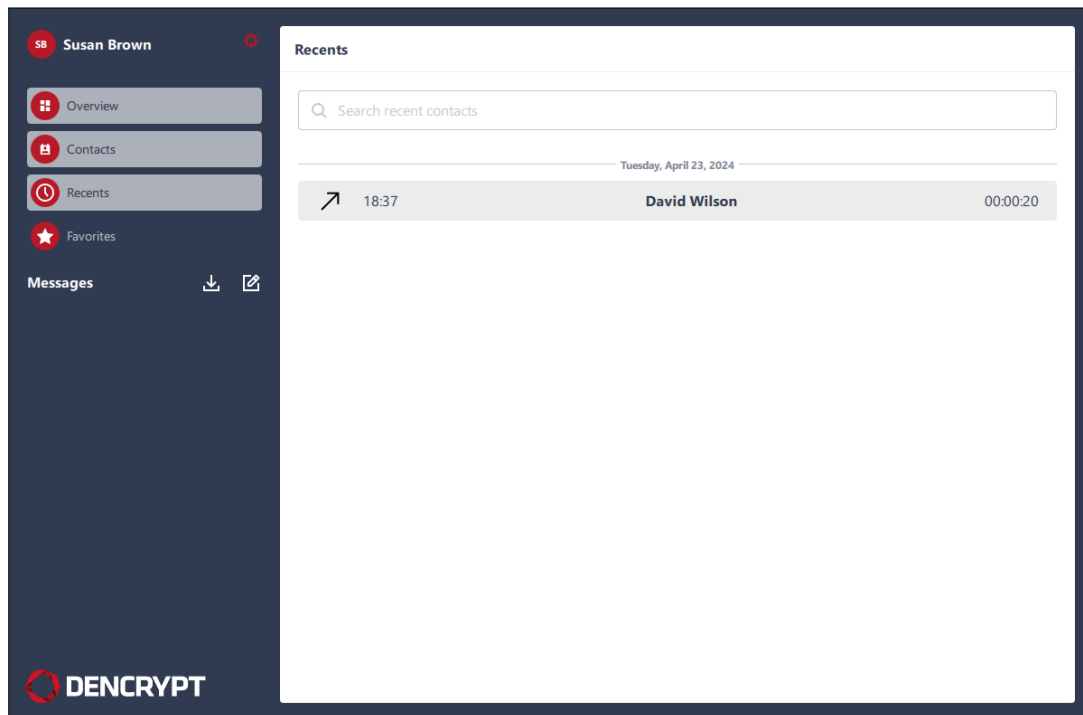 SB Susan Brown
Overview
Contacts
Recents
Favorites
Messages
DENCRYPT
Recents
Search recent contacts
Tuesday, April 23, 2024
18:37 David Wilson 00:00:20